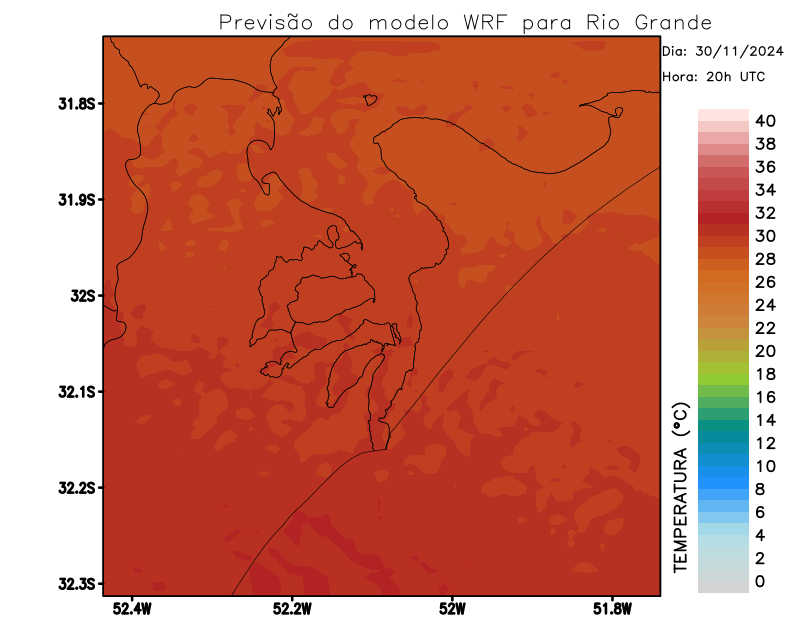 Previsão do modelo WRF para Rio Grande
Dia: 30/11/2024
Hora: 20h UTC
31.8S
31.9S
32S
32.1S
32.2S
32.3S
52.4W
52.2W
52W
51.8W
TEMPERATURA (°C)
40
38
36
34
32
30
28
26
24
22
20
18
16
14
12
10
8
6
4
2
0